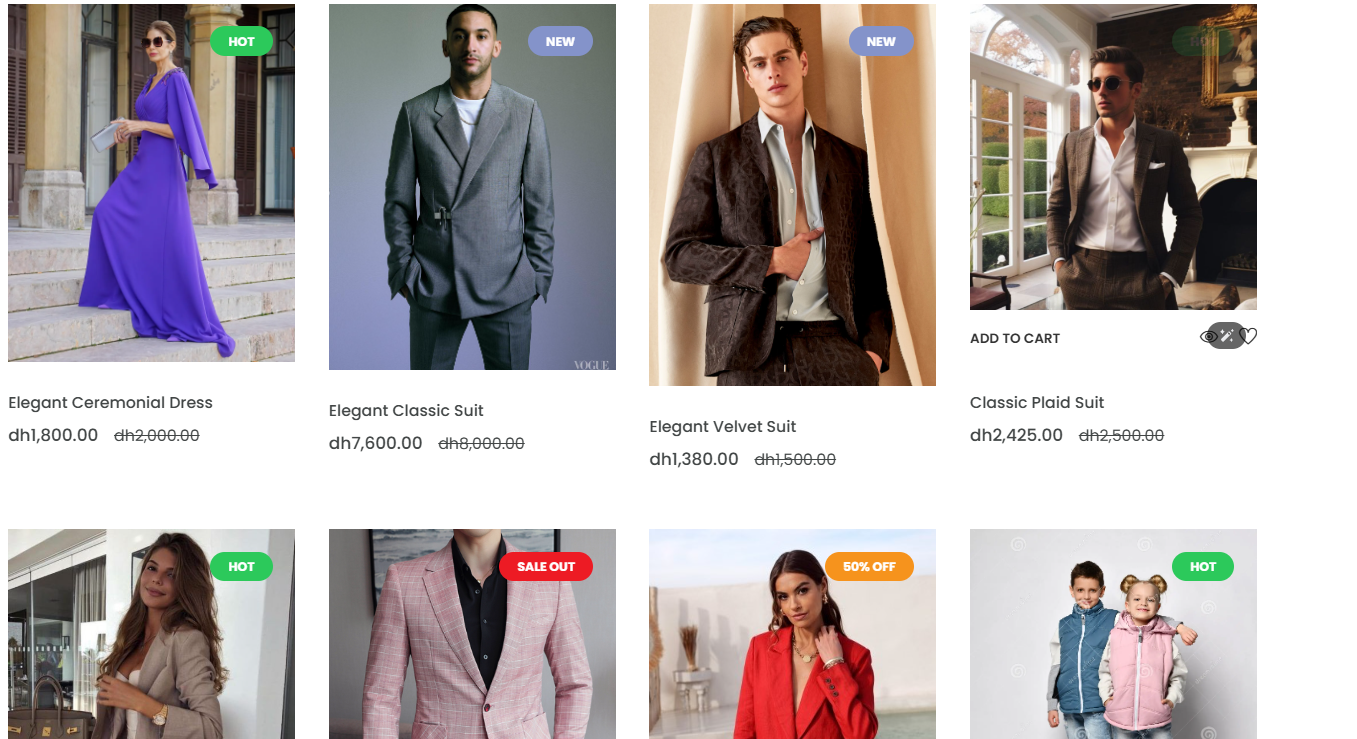 HOT
NEW
NEW
HOT
VOGUE
ADD TO CART
Elegant Ceremonial Dress
dh1,800.00 dh2,000.00
Elegant Classic Suit
dh7,600.00 dh8,000.00
Elegant Velvet Suit
dh1,380.00 dh1,500.00
Classic Plaid Suit
dh2,425.00 dh2,500.00
HOT
SALE OUT
50% OFF
HOT